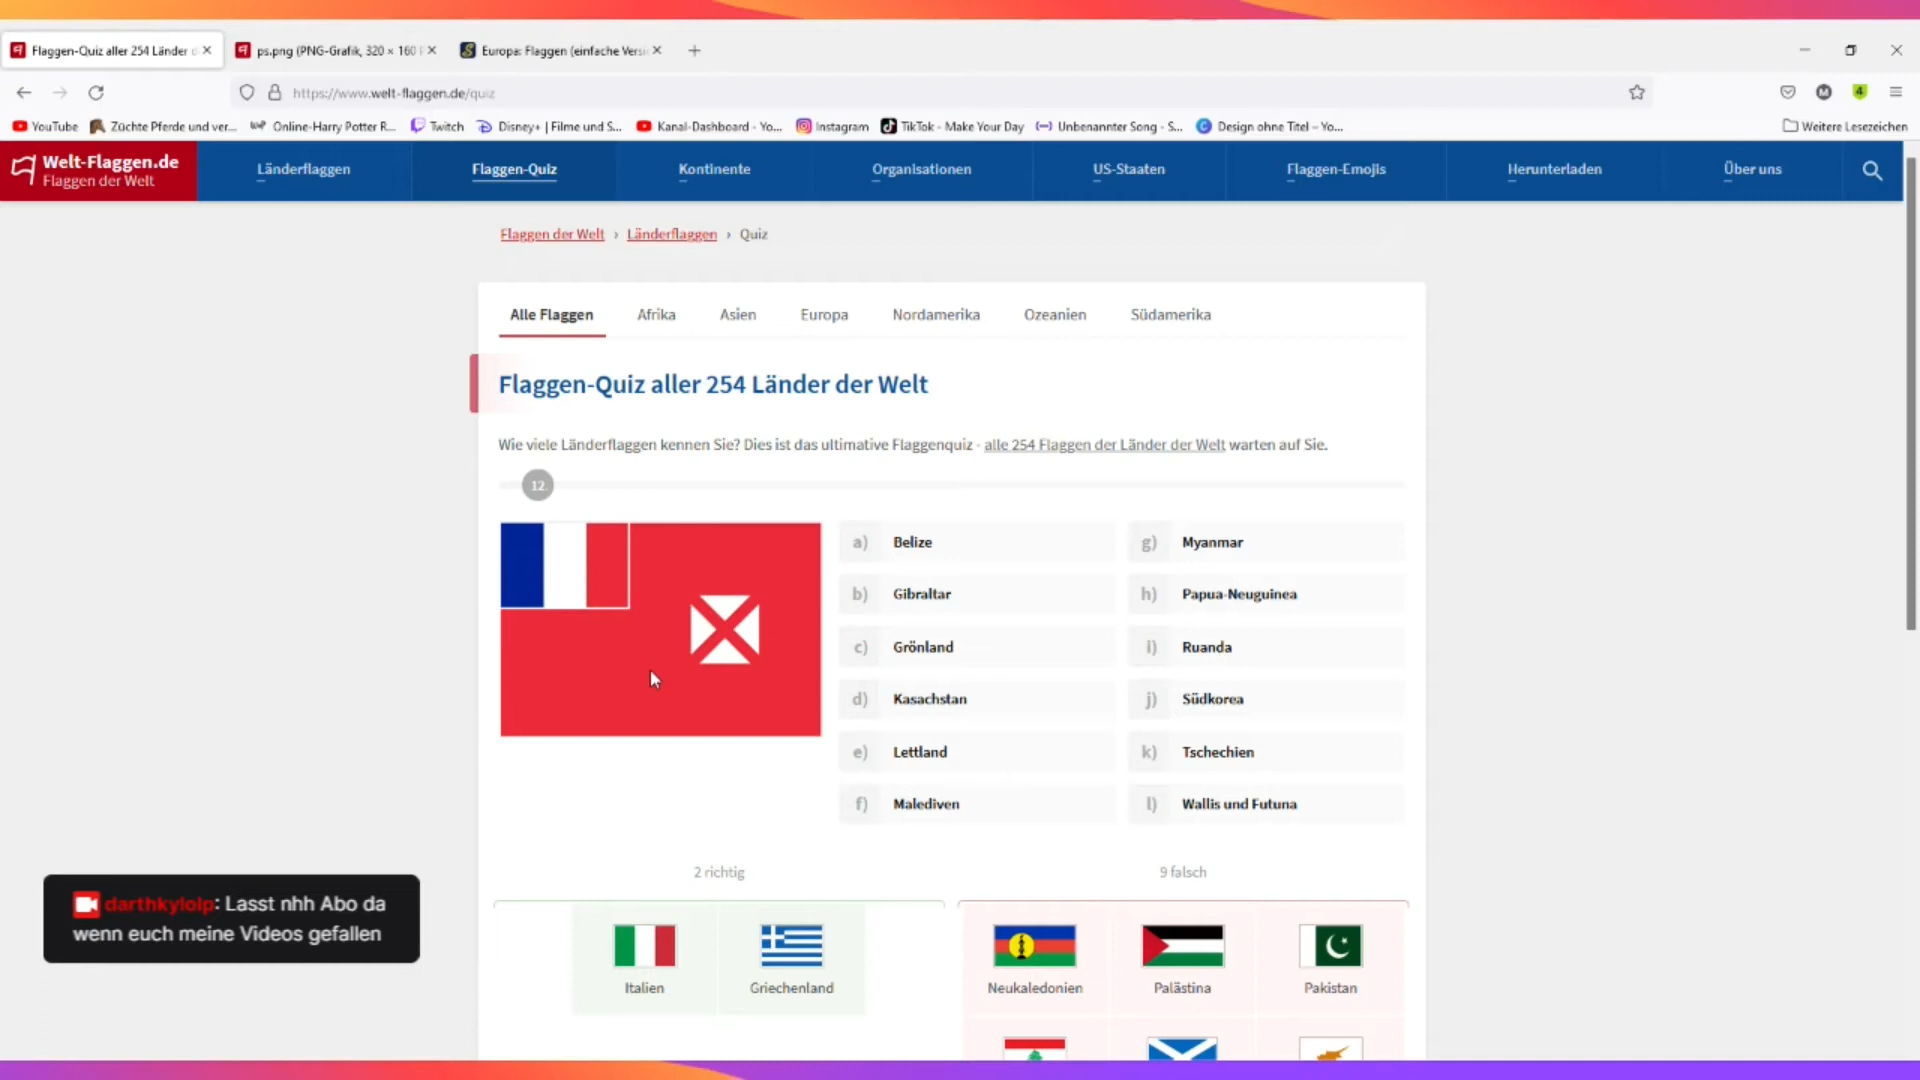 Flaggen-Quiz aller 254 Länder d
ps.png (PNG-Grafik, 320 × 160 P
Europa: Flaggen (einfache Versi
https://www.welt-flaggen.de/quiz
4
YouTube
Züchte Pferde und ver...
Online-Harry Potter R...
Twitch
Disney+ | Filme und S...
Kanal-Dashboard - Yo...
Instagram
TikTok - Make Your Day
Unbenannter Song - S...
Design ohne Titel – Yo...
Weitere Lesezeichen
Welt-Flaggen.de
Flaggen der Welt
Länderflaggen
Flaggen-Quiz
Kontinente
Organisationen
US-Staaten
Flaggen-Emojis
Herunterladen
Über uns
Flaggen der Welt › Länderflaggen › Quiz
Alle Flaggen
Afrika
Asien
Europa
Nordamerika
Ozeanien
Südamerika
Flaggen-Quiz aller 254 Länder der Welt
Wie viele Länderflaggen kennen Sie? Dies ist das ultimative Flaggenquiz - alle 254 Flaggen der Länder der Welt warten auf Sie.
12
a) Belize
b) Gibraltar
c) Grönland
d) Kasachstan
e) Lettland
f) Malediven
g) Myanmar
h) Papua-Neuguinea
i) Ruanda
j) Südkorea
k) Tschechien
l) Wallis und Futuna
2 richtig
9 falsch
Italien
Griechenland
Neukaledonien
Palästina
Pakistan
darthkylolp: Lasst nhh Abo da
wenn euch meine Videos gefallen